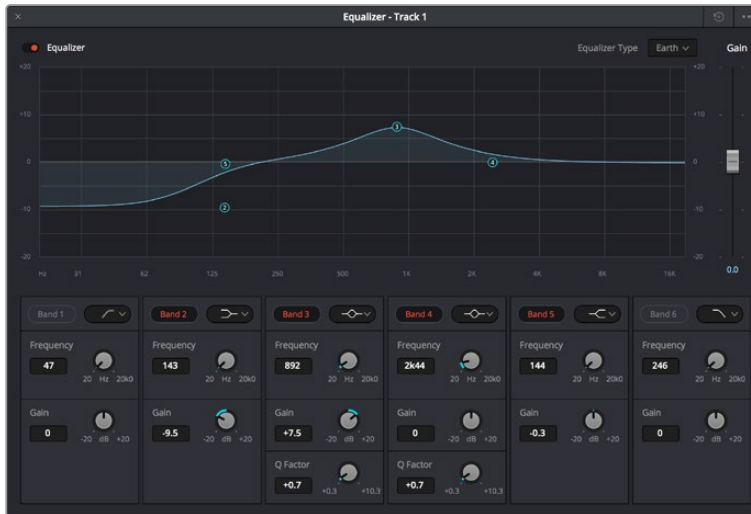 Equalizer - Track 1
Equalizer
Equalizer Type
Earth
Gain
+20
+20
+10
+10
0
0
-10
-10
-20
-20
3
5
4
2
Hz 31 62 125 250 500 1K 2K 4K 8K 16K
0.0
Band 1
Band 2
Band 3
Band 4
Band 5
Band 6
Frequency
47
20 Hz 20k0
Frequency
143
20 Hz 20k0
Frequency
892
20 Hz 20k0
Frequency
2k44
20 Hz 20k0
Frequency
144
20 Hz 20k0
Frequency
246
20 Hz 20k0
Gain
0
-20 dB +20
Gain
-9.5
-20 dB +20
Gain
+7.5
-20 dB +20
Gain
0
-20 dB +20
Gain
-0.3
-20 dB +20
Gain
0
-20 dB +20
Q Factor
+0.7
+0.3 +10.3
Q Factor
+0.7
+0.3 +10.3